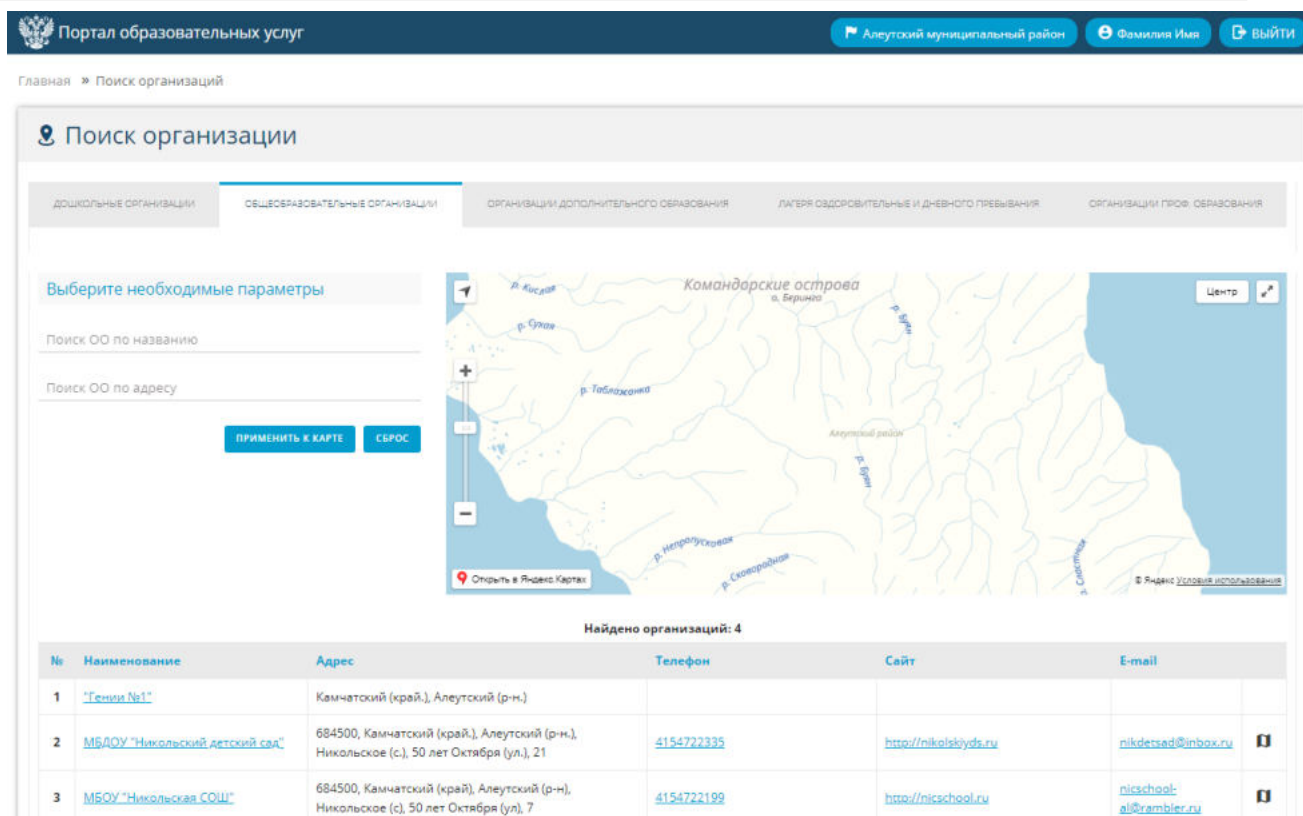 Портал образовательных услуг
Алеутский муниципальный район
Фамилия Имя
ВЫЙТИ
Главная » Поиск организаций
Поиск организации
ДОШКОЛЬНЫЕ ОРГАНИЗАЦИИ
ОБЩЕОБРАЗОВАТЕЛЬНЫЕ ОРГАНИЗАЦИИ
ОРГАНИЗАЦИИ ДОПОЛНИТЕЛЬНОГО ОБРАЗОВАНИЯ
ЛАГЕРЯ ОЗДОРОВИТЕЛЬНЫЕ И ДНЕВНОГО ПРЕБЫВАНИЯ
ОРГАНИЗАЦИИ ПРОФ. ОБРАЗОВАНИЯ
Выберите необходимые параметры
Поиск ОО по названию
Поиск ОО по адресу
ПРИМЕНИТЬ К КАРТЕ
СБРОС
р. Кислая
Командорские острова
о. Беринга
Центр
р. Сухая
р. Буян
р. Таблажанка
Алеутский район
р. Буян
р. Непропусковая
р. Сковородная
р. Сластная
Открыть в Яндекс.Картах
© Яндекс Условия использования
Найдено организаций: 4
№ Наименование Адрес Телефон Сайт E-mail
1 "Гении №1" Камчатский (край.), Алеутский (р-н.)
684500, Камчатский (край.), Алеутский (р-н.),
2 МБДОУ "Никольский детский сад" Никольское (с.), 50 лет Октября (ул.), 21 4154722335 http://nikolskiyds.ru nikdetsad@inbox.ru
684500, Камчатский (край), Алеутский (р-н),
3 МБОУ "Никольская СОШ" Никольское (с), 50 лет Октября (ул), 7 4154722199 http://nicschool.ru nicschool-
al@rambler.ru